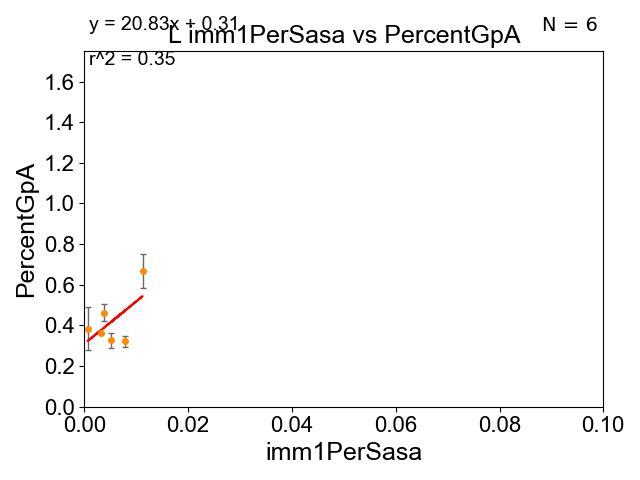 y = 20.83x + 0.31
N = 6
L imm1PerSasa vs PercentGpA
r^2 = 0.35
1.6
1.4
1.2
1.0
0.8
0.6
0.4
0.2
0.0
PercentGpA
0.00 0.02 0.04 0.06 0.08 0.10
imm1PerSasa